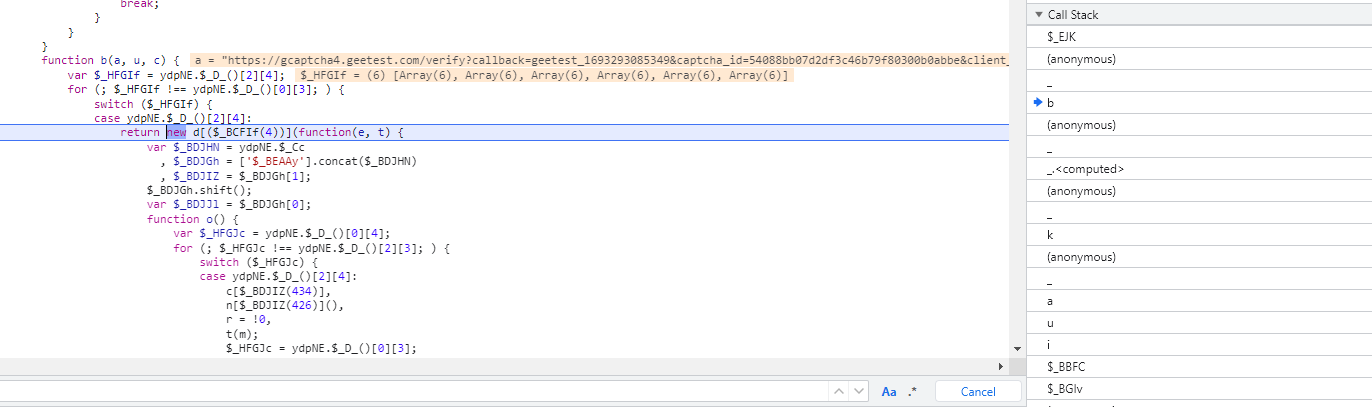 break;
}
}
}
function b(a, u, c) { a = "https://gcaptcha4.geetest.com/verify?callback=geetest_1693293085349&captcha_id=54088bb07d2df3c46b79f80300b0abbe&client_
var $_HFGIf = ydpNE.$_D_()[2][4]; $_HFGIf = (6) [Array(6), Array(6), Array(6), Array(6), Array(6), Array(6)]
for (; $_HFGIf !== ydpNE.$_D_()[0][3]; ) {
switch ($_HFGIf) {
case ydpNE.$_D_()[2][4]:
return new d[($_BCFIf(4))](function(e, t) {
var $_BDJHN = ydpNE.$_Cc
, $_BDJGh = ['$_BEAAy'].concat($_BDJHN)
, $_BDJIZ = $_BDJGh[1];
$_BDJGh.shift();
var $_BDJJl = $_BDJGh[0];
function o() {
var $_HFGJc = ydpNE.$_D_()[0][4];
for (; $_HFGJc !== ydpNE.$_D_()[2][3]; ) {
switch ($_HFGJc) {
case ydpNE.$_D_()[2][4]:
c[$_BDJIZ(434)],
n[$_BDJIZ(426)](),
r = !0,
t(m);
$_HFGJc = ydpNE.$_D_()[0][3];
Aa .* Cancel
Call Stack
$_EJK
(anonymous)
_
b
(anonymous)
_
_.<computed>
(anonymous)
_
k
(anonymous)
_
a
u
i
$_BBFC
$_BGIv